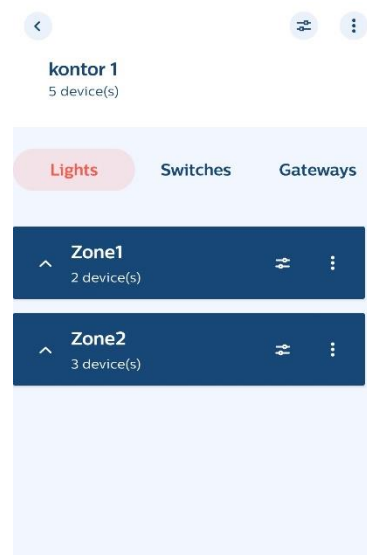 kontor 1
5 device(s)
Lights Switches Gateways
Zone1
2 device(s)
Zone2
3 device(s)